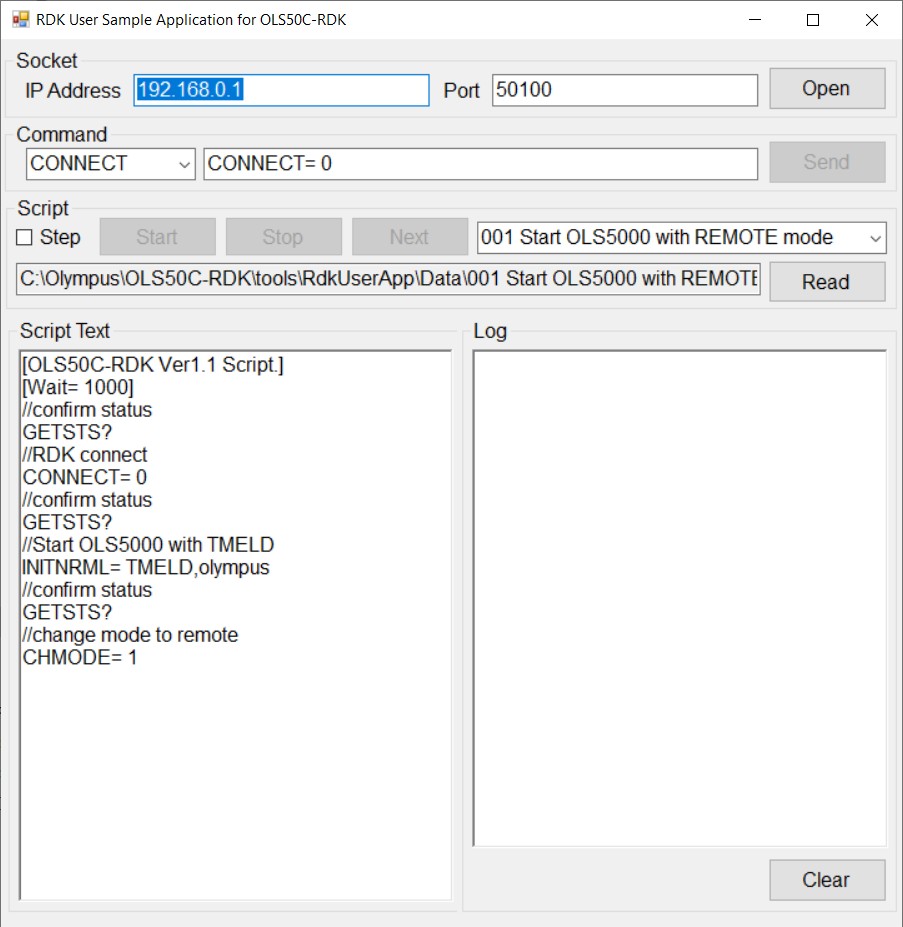 RDK User Sample Application for OLS50C-RDK
Socket
IP Address 192.168.0.1 Port 50100 Open
Command
CONNECT CONNECT= 0 Send
Script
Step Start Stop Next 001 Start OLS5000 with REMOTE mode
C:\Olympus\OLS50C-RDK\tools\RdkUserApp\Data\001 Start OLS5000 with REMOTE Read
Script Text
[OLS50C-RDK Ver1.1 Script.]
[Wait= 1000]
//confirm status
GETSTS?
//RDK connect
CONNECT= 0
//confirm status
GETSTS?
//Start OLS5000 with TMELD
INITNRML= TMELD,olympus
//confirm status
GETSTS?
//change mode to remote
CHMODE= 1
Log
Clear